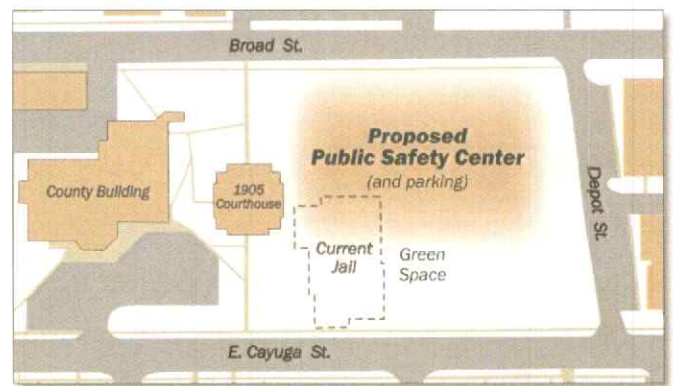 Broad St.
Proposed
Public Safety Center
(and parking)
County Building
1905
Courthouse
Depot St.
Current
Jail
Green
Space
E. Cayuga St.